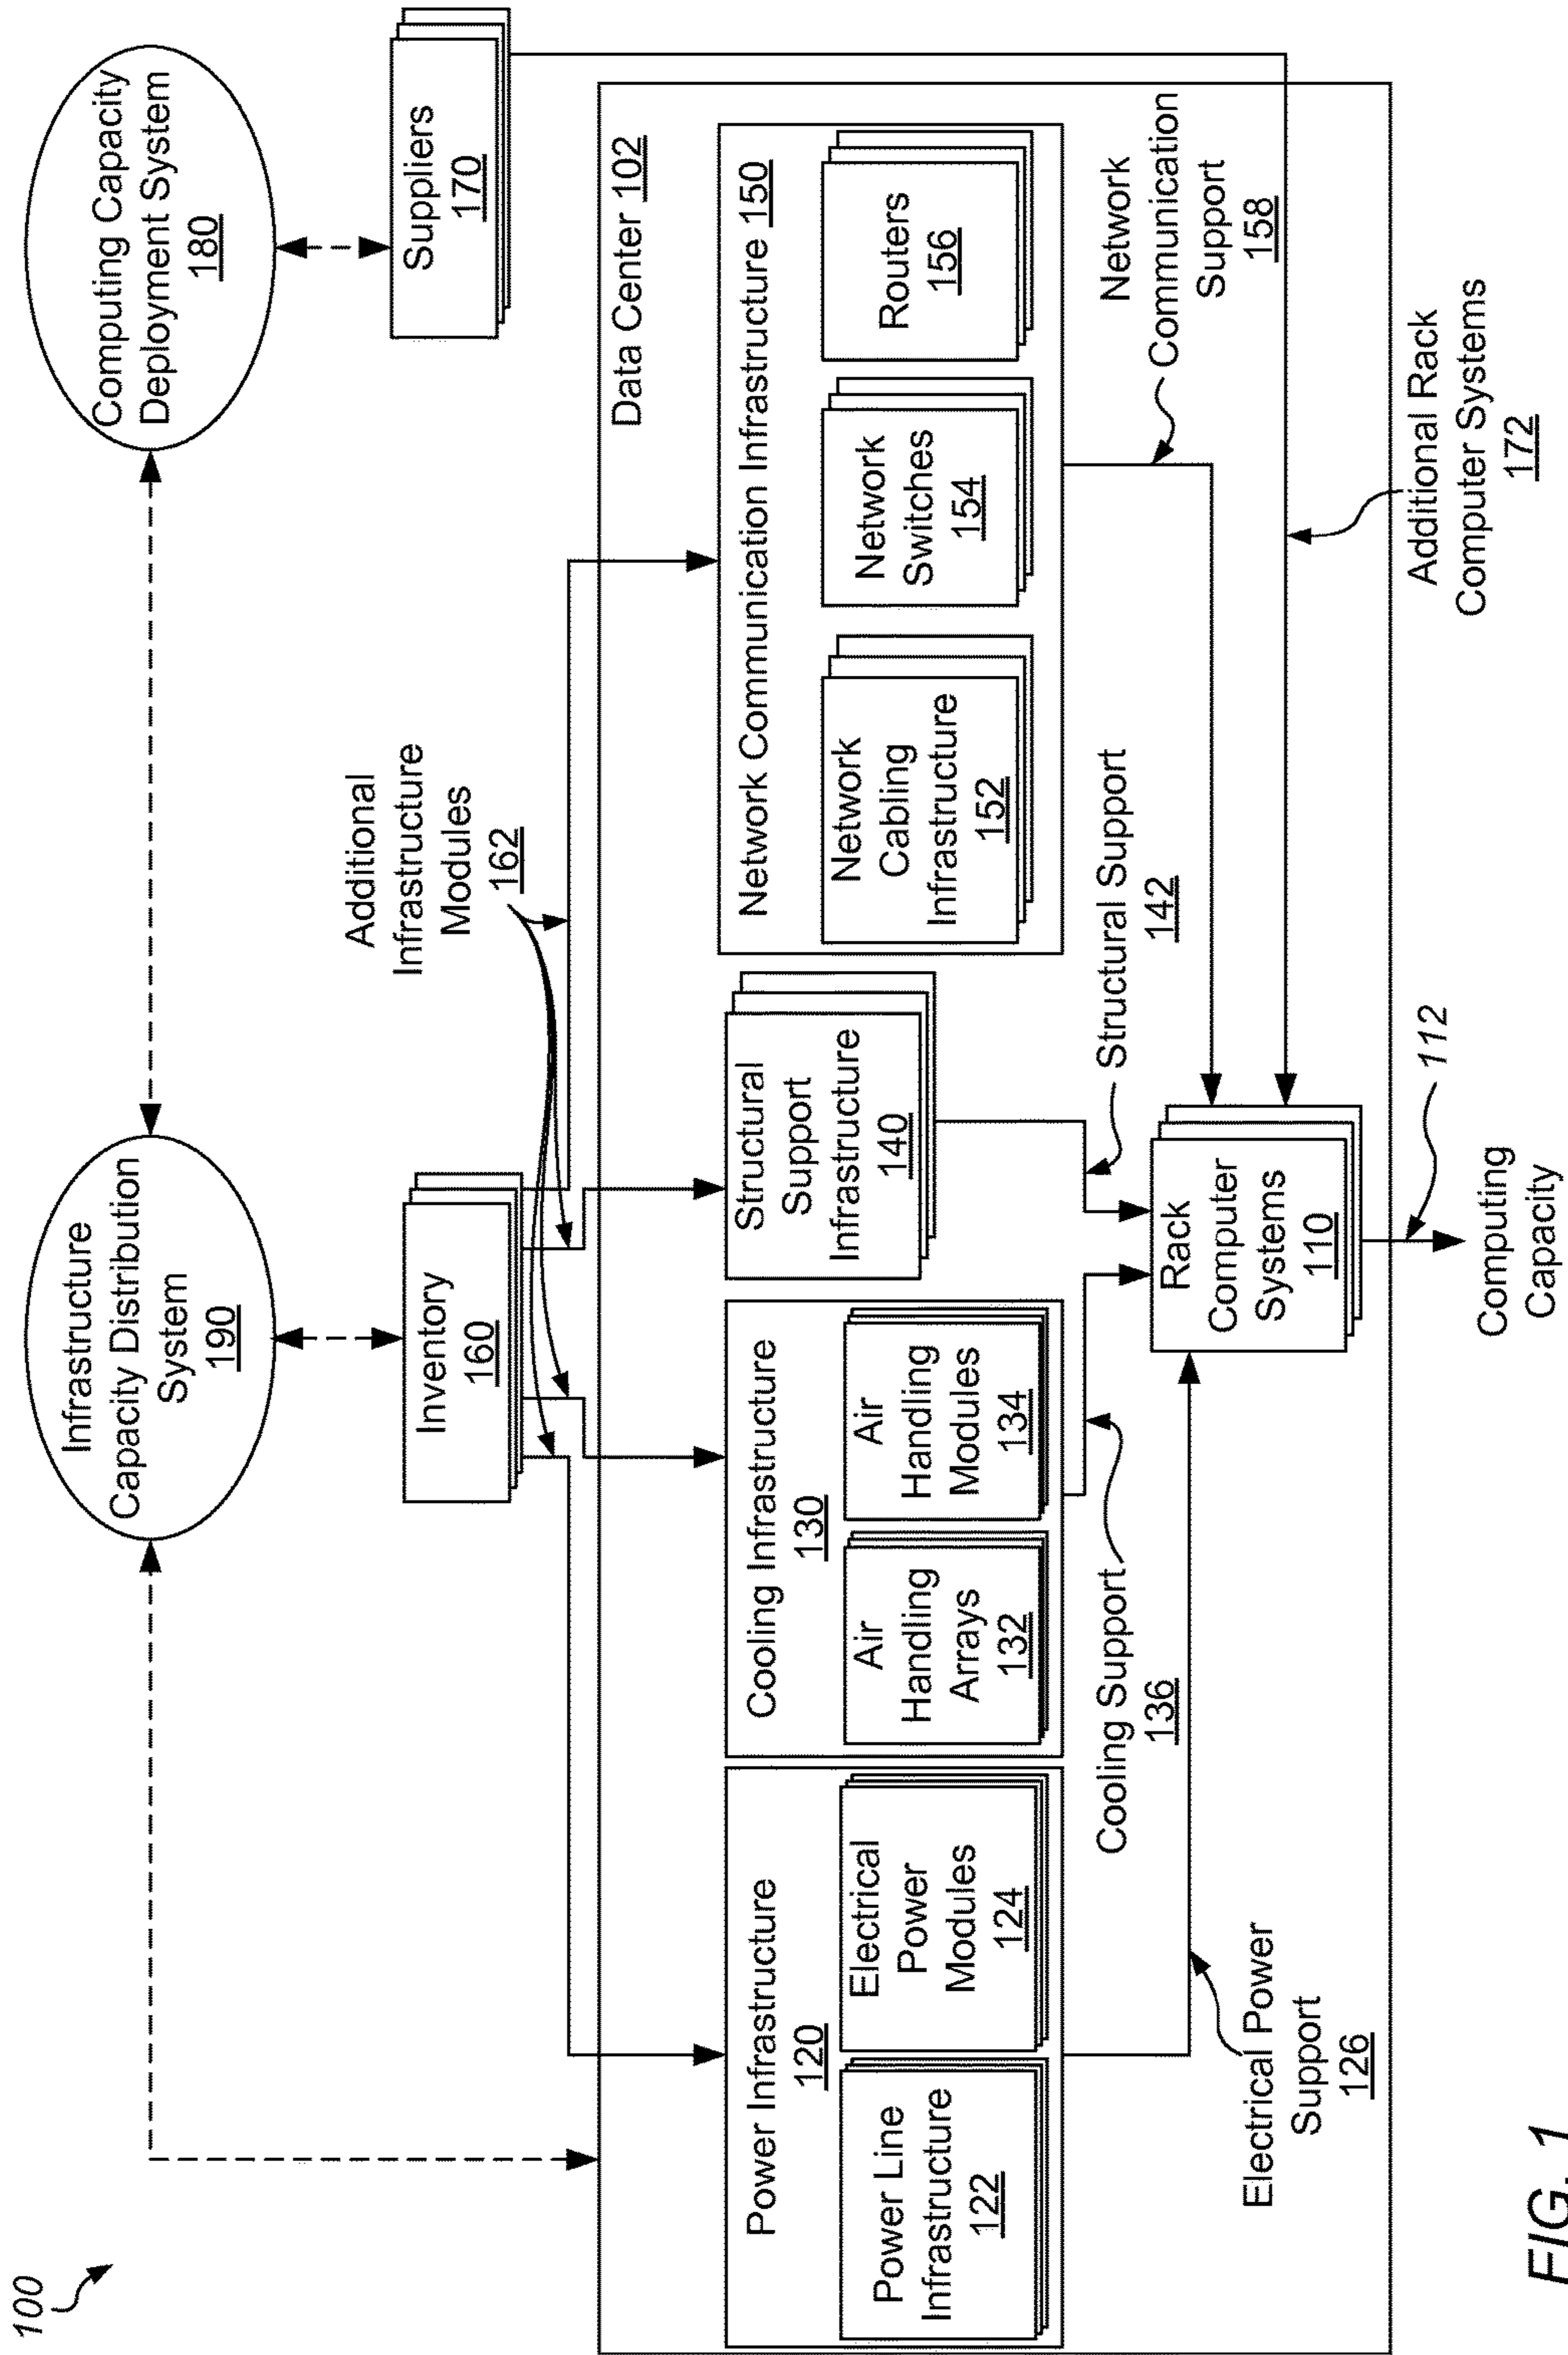 100
Infrastructure
Capacity Distribution
System
190
Computing Capacity
Deployment System
180
Inventory
160
Additional
Infrastructure
Modules
162
Suppliers
170
Data Center 102
Power Infrastructure
120
Power Line
Infrastructure
122
Electrical
Power
Modules
124
Cooling Infrastructure
130
Air
Handling
Arrays
132
Air
Handling
Modules
134
Structural
Support
Infrastructure
140
Network Communication Infrastructure 150
Network
Cabling
Infrastructure
152
Network
Switches
154
Routers
156
Cooling Support
136
Structural Support
142
Network
Communication
Support
158
Electrical Power
Support
126
Rack
Computer
Systems
110
Additional Rack
Computer Systems
172
112
Computing
Capacity
FIG. 1